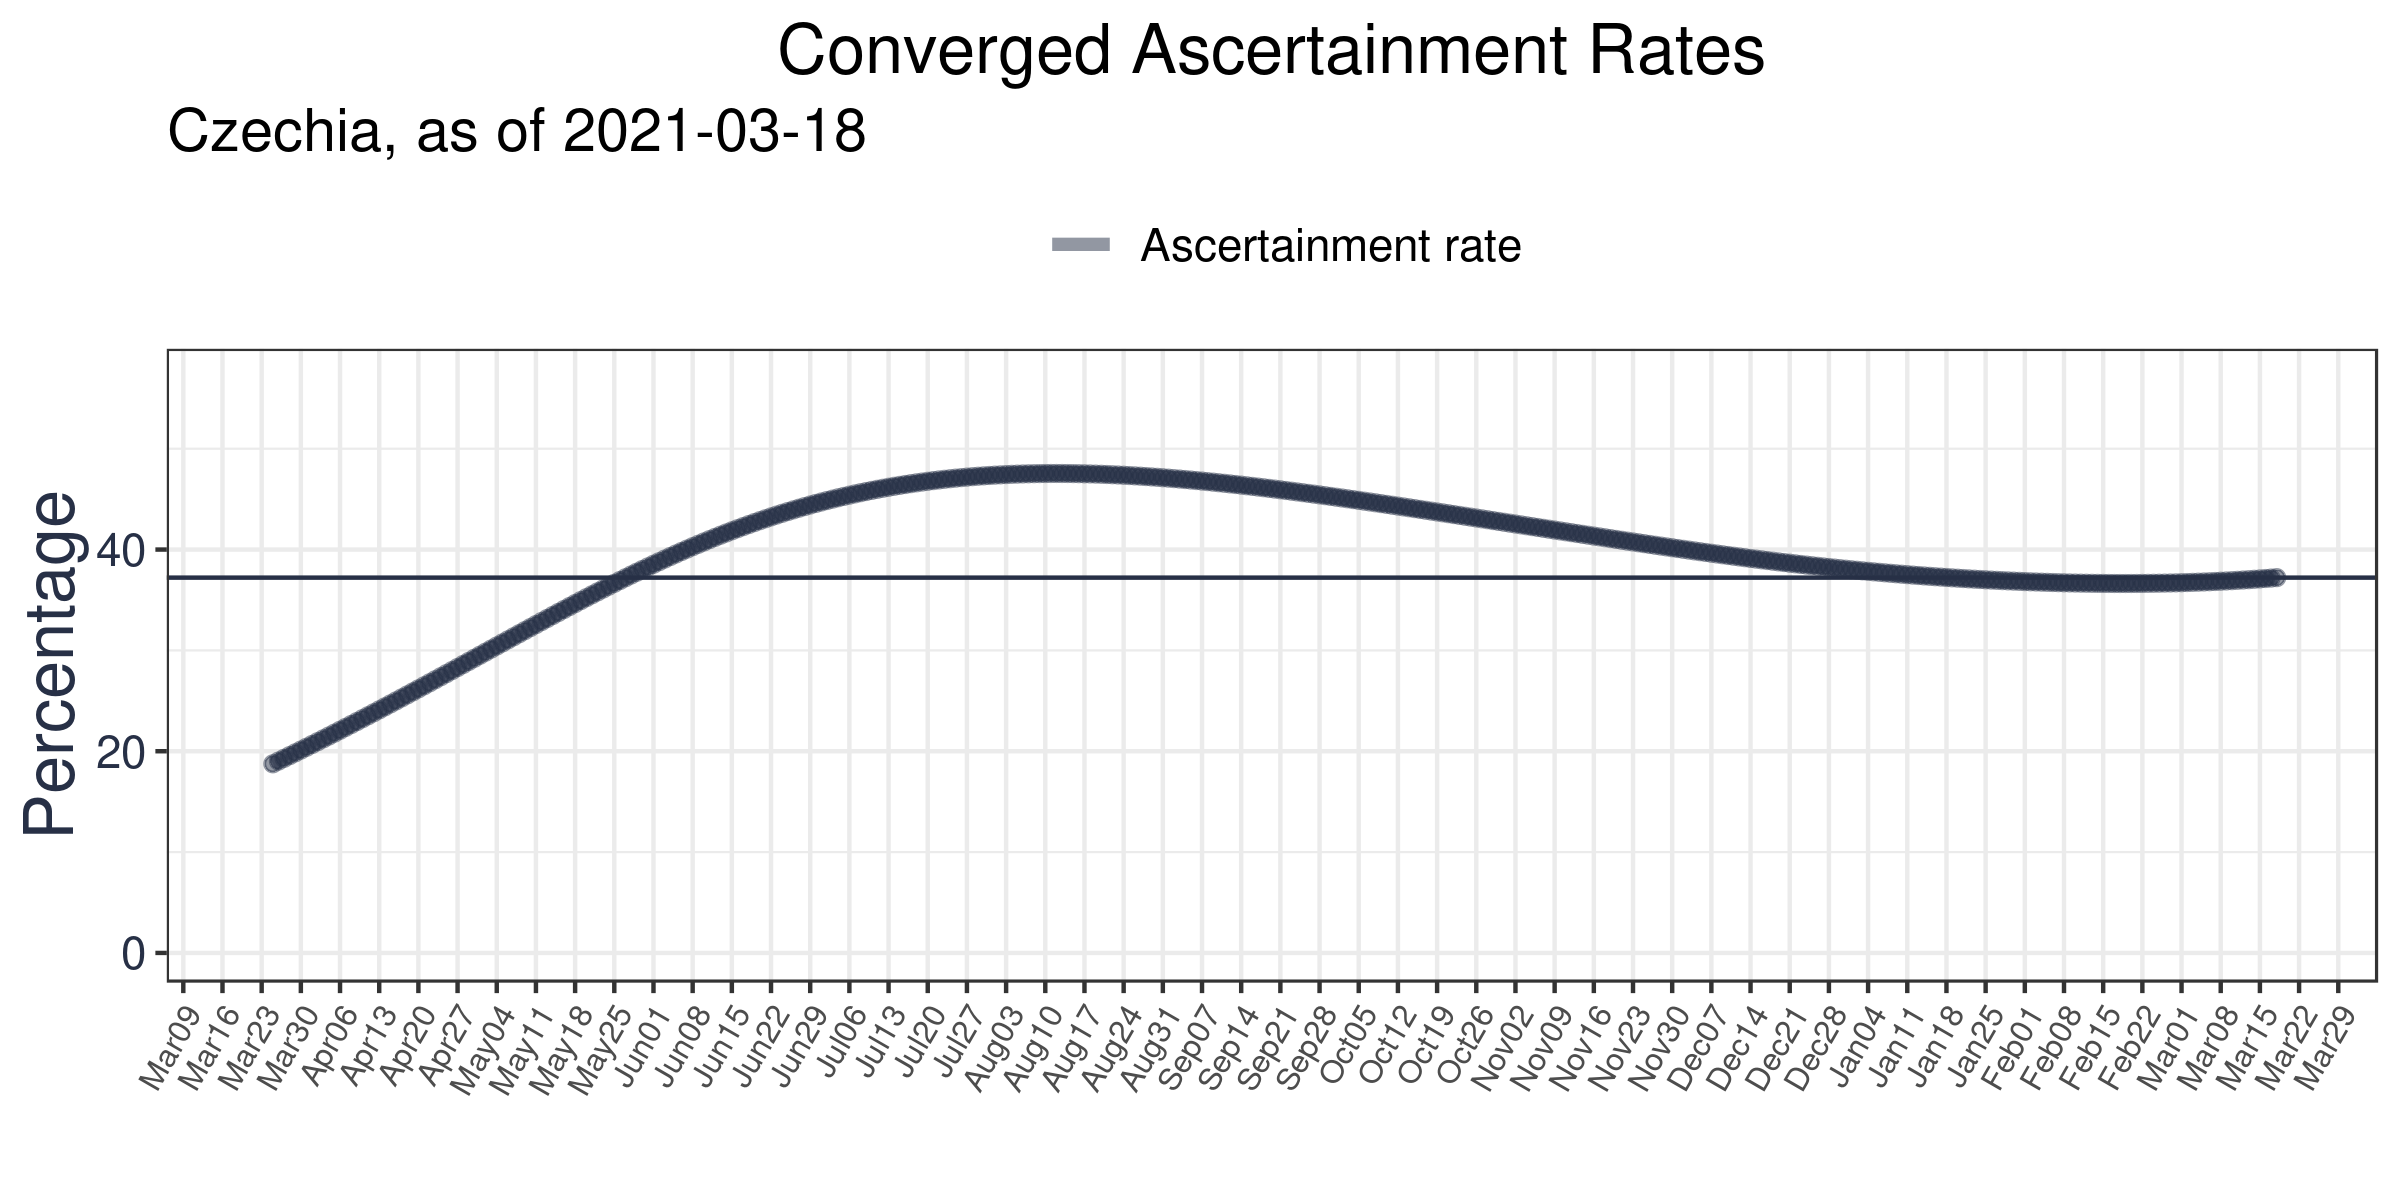 Converged Ascertainment Rates
Czechia, as of 2021-03-18
Ascertainment rate
Percentage
40
20
0
Mar09
Mar16
Mar23
Mar30
Apr06
Apr13
Apr20
Apr27
May04
May11
May18
May25
Jun01
Jun08
Jun15
Jun22
Jun29
Jul06
Jul13
Jul20
Jul27
Aug03
Aug10
Aug17
Aug24
Aug31
Sep07
Sep14
Sep21
Sep28
Oct05
Oct12
Oct19
Oct26
Nov02
Nov09
Nov16
Nov23
Nov30
Dec07
Dec14
Dec21
Dec28
Jan04
Jan11
Jan18
Jan25
Feb01
Feb08
Feb15
Feb22
Mar01
Mar08
Mar15
Mar22
Mar29